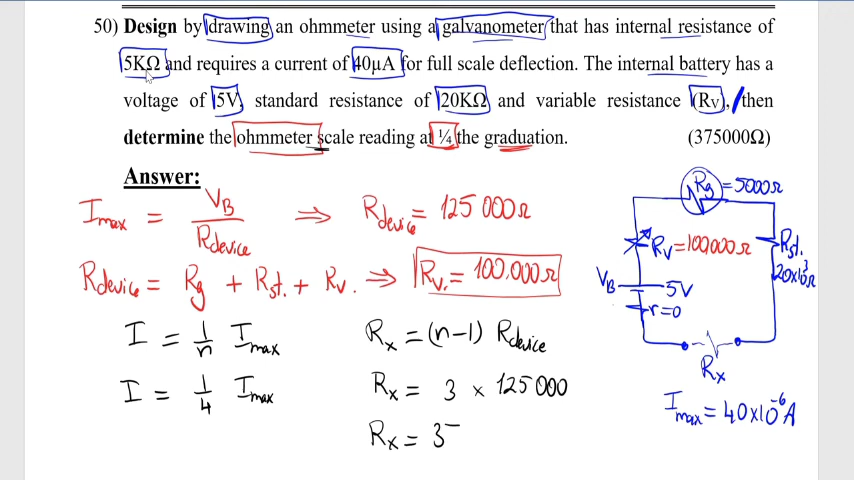 50) Design by drawing an ohmmeter using a galvanometer that has internal resistance of
5KΩ and requires a current of 40µA for full scale deflection. The internal battery has a
voltage of 5V, standard resistance of 20KΩ and variable resistance (Rv), then
determine the ohmmeter scale reading at ¼ the graduation. (375000Ω)
Answer:
Imax = VB / Rdevice ⇒ Rdevice = 125 000 Ω
Rdevice = Rg + Rst. + Rv. ⇒ Rv. = 100.000 Ω
I = 1/n Imax Rx = (n-1) Rdevice
I = 1/4 Imax Rx = 3 × 125 000
Rx = 3
Rg = 5000 Ω
Rv = 100,000 Ω
Rst.
20×10³ Ω
VB
5V
r=0
Rx
Imax = 40×10⁻⁶ A